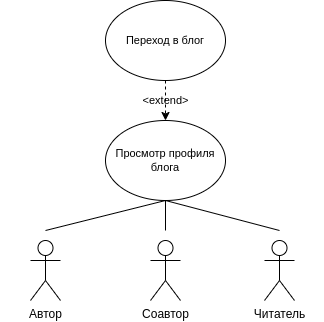 Переход в блог
<extend>
Просмотр профиля
блога
Автор
Соавтор
Читатель